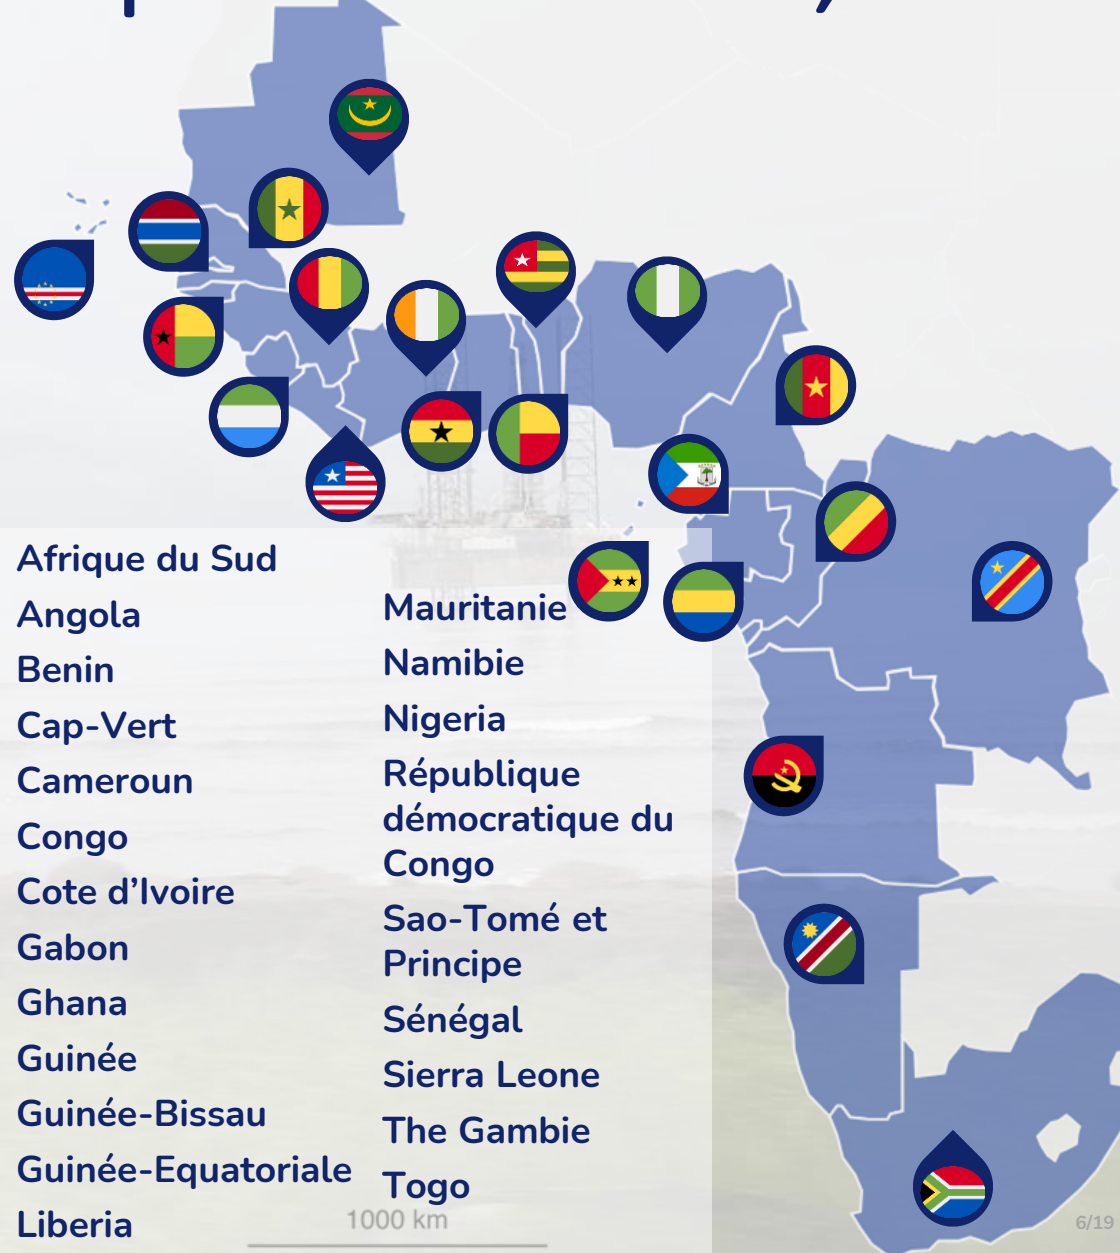 Afrique du Sud
Angola
Benin
Cap-Vert
Cameroun
Congo
Cote d’Ivoire
Gabon
Ghana
Guinée
Guinée-Bissau
Guinée-Equatoriale
Liberia
Mauritanie
Namibie
Nigeria
République
démocratique du
Congo
Sao-Tomé et
Principe
Sénégal
Sierra Leone
The Gambie
Togo
1000 km
6/19